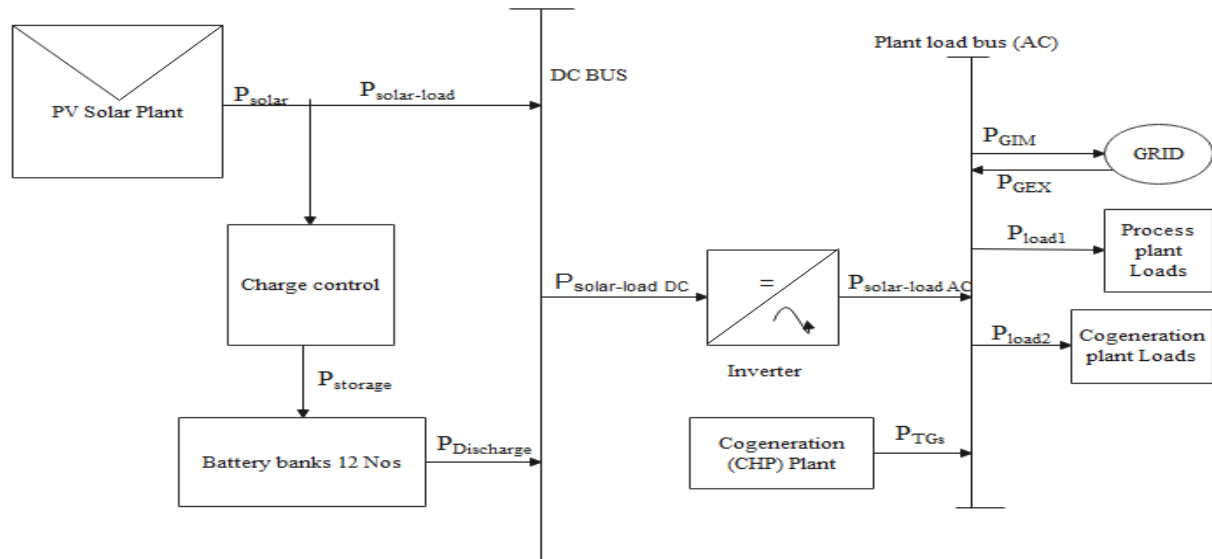 Plant load bus (AC)
DC BUS
PV Solar Plant
Psolar
Psolar-load
PGIM
GRID
PGEX
Pload1
Process
plant
Loads
Charge control
Psolar-load DC
=
Psolar-load AC
Inverter
Pload2
Cogeneration
plant Loads
Pstorage
Battery banks 12 Nos
PDischarge
Cogeneration
(CHP) Plant
PTGs